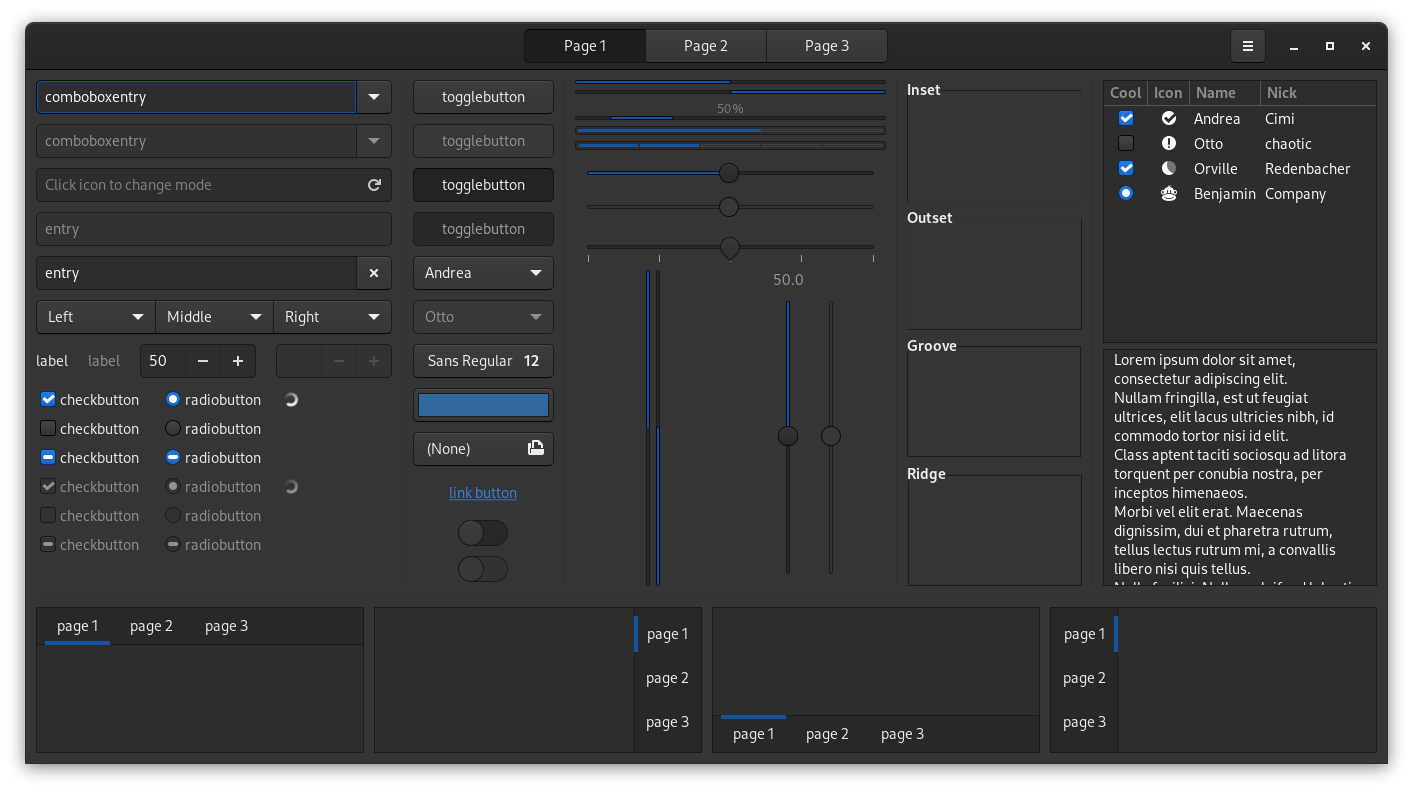 Page 1 Page 2 Page 3
comboboxentry
comboboxentry
Click icon to change mode
entry
entry
Left Middle Right
label label 50
checkbutton radiobutton
checkbutton radiobutton
checkbutton radiobutton
checkbutton radiobutton
checkbutton radiobutton
checkbutton radiobutton
togglebutton
togglebutton
togglebutton
togglebutton
Andrea
Otto
Sans Regular 12
(None)
link button
50%
50.0
Inset
Outset
Groove
Ridge
Cool Icon Name Nick
Andrea Cimi
Otto chaotic
Orville Redenbacher
Benjamin Company
Lorem ipsum dolor sit amet,
consectetur adipiscing elit.
Nullam fringilla, est ut feugiat
ultrices, elit lacus ultricies nibh, id
commodo tortor nisi id elit.
Class aptent taciti sociosqu ad litora
torquent per conubia nostra, per
inceptos himenaeos.
Morbi vel elit erat. Maecenas
dignissim, dui et pharetra rutrum,
tellus lectus rutrum mi, a convallis
libero nisi quis tellus.
page 1 page 2 page 3
page 1
page 2
page 3
page 1 page 2 page 3
page 1
page 2
page 3